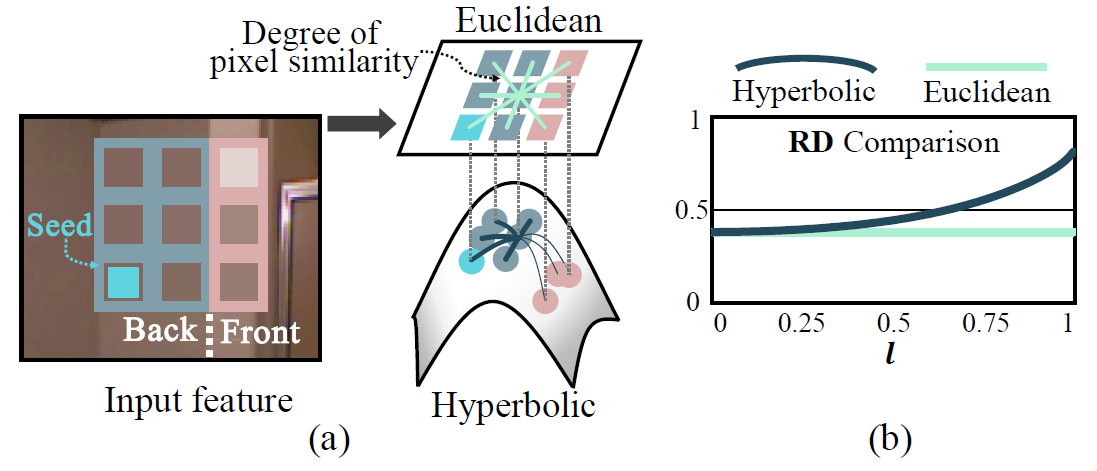 Euclidean
Degree of
pixel similarity
Seed
Back
Front
Input feature
Hyperbolic
(a)
Hyperbolic
Euclidean
RD Comparison
1
0.5
0
0
0.25
0.5
0.75
1
l
(b)